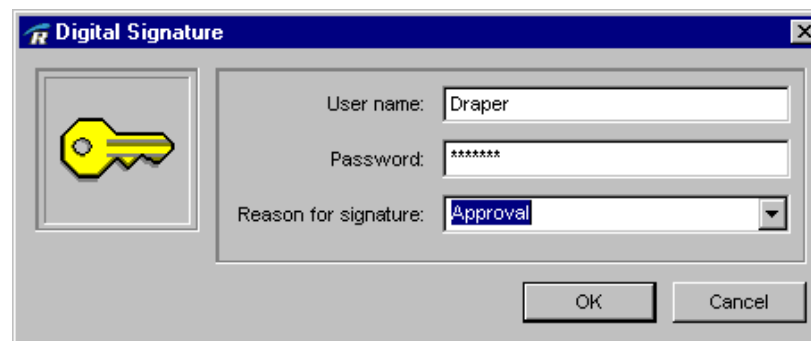 Digital Signature
User name: Draper
Password: *******
Reason for signature: Approval
OK Cancel